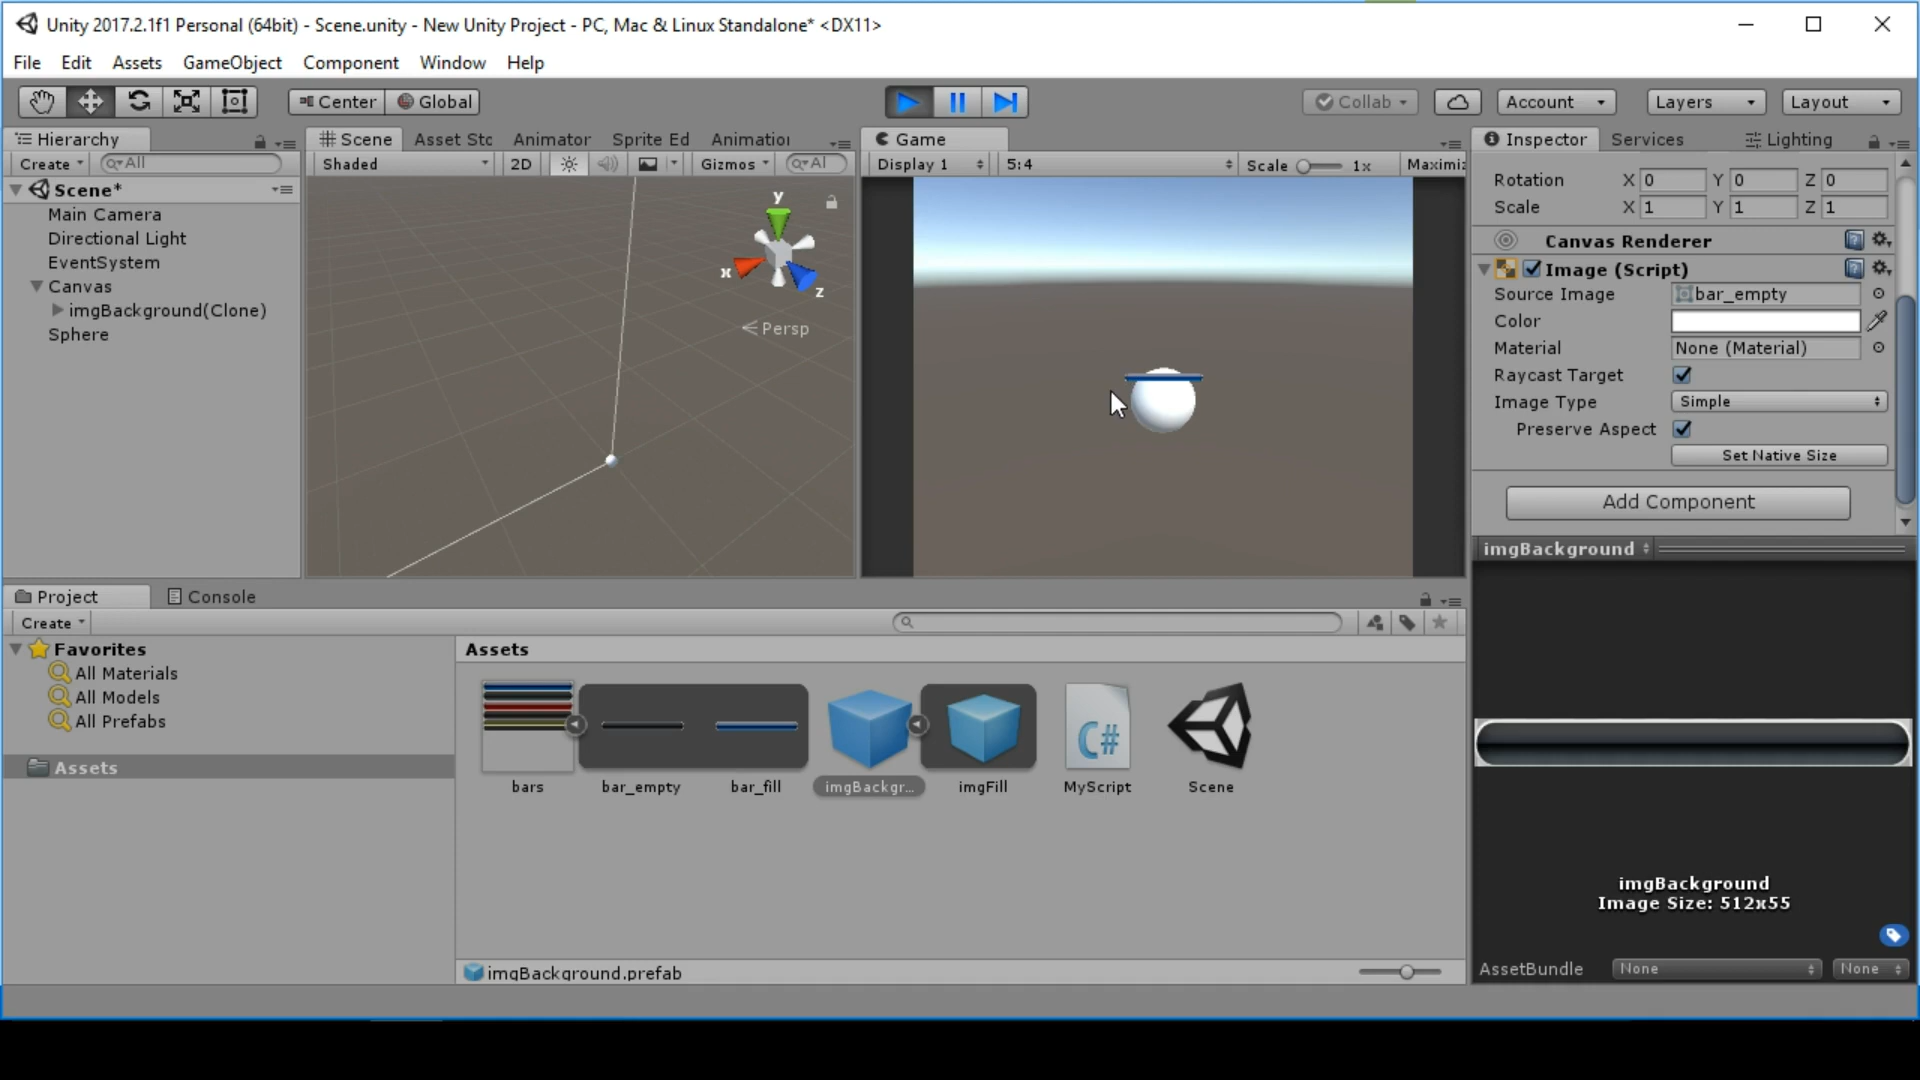 Unity 2017.2.1f1 Personal (64bit) - Scene.unity - New Unity Project - PC, Mac & Linux Standalone* <DX11>
File Edit Assets GameObject Component Window Help
Center Global Collab Account Layers Layout
Hierarchy
Create All
Scene*
Main Camera
Directional Light
EventSystem
Canvas
imgBackground(Clone)
Sphere
Scene Asset Stc Animator Sprite Ed Animatioı
Shaded 2D Gizmos Al
y
x
z
Persp
Game
Display 1 5:4 Scale 1x Maximiz
Inspector Services Lighting
Rotation X 0 Y 0 Z 0
Scale X 1 Y 1 Z 1
Canvas Renderer
Image (Script)
Source Image bar_empty
Color
Material None (Material)
Raycast Target
Image Type Simple
Preserve Aspect
Set Native Size
Add Component
imgBackground
imgBackground
Image Size: 512x55
AssetBundle None None
Project Console
Create
Favorites
All Materials
All Models
All Prefabs
Assets
Assets
C#
bars bar_empty bar_fill imgBackgr... imgFill MyScript Scene
imgBackground.prefab